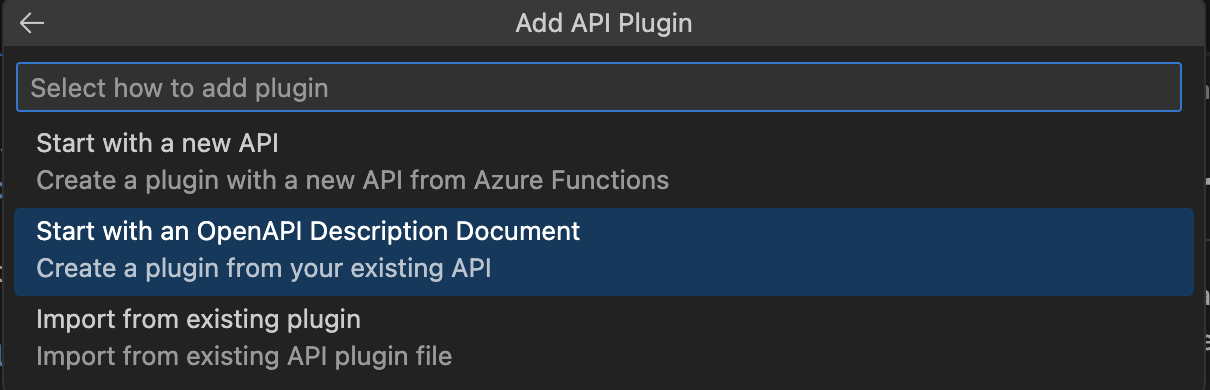 Add API Plugin
Select how to add plugin
Start with a new API
Create a plugin with a new API from Azure Functions
Start with an OpenAPI Description Document
Create a plugin from your existing API
Import from existing plugin
Import from existing API plugin file